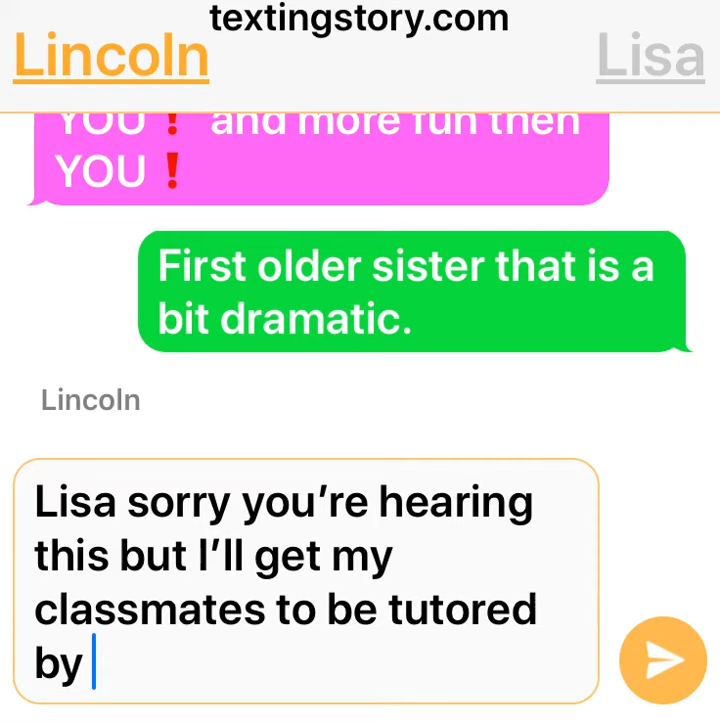 textingstory.com
Lincoln
Lisa
YOU❗ and more fun then
YOU❗
First older sister that is a
bit dramatic.
Lincoln
Lisa sorry you’re hearing
this but I’ll get my
classmates to be tutored
by